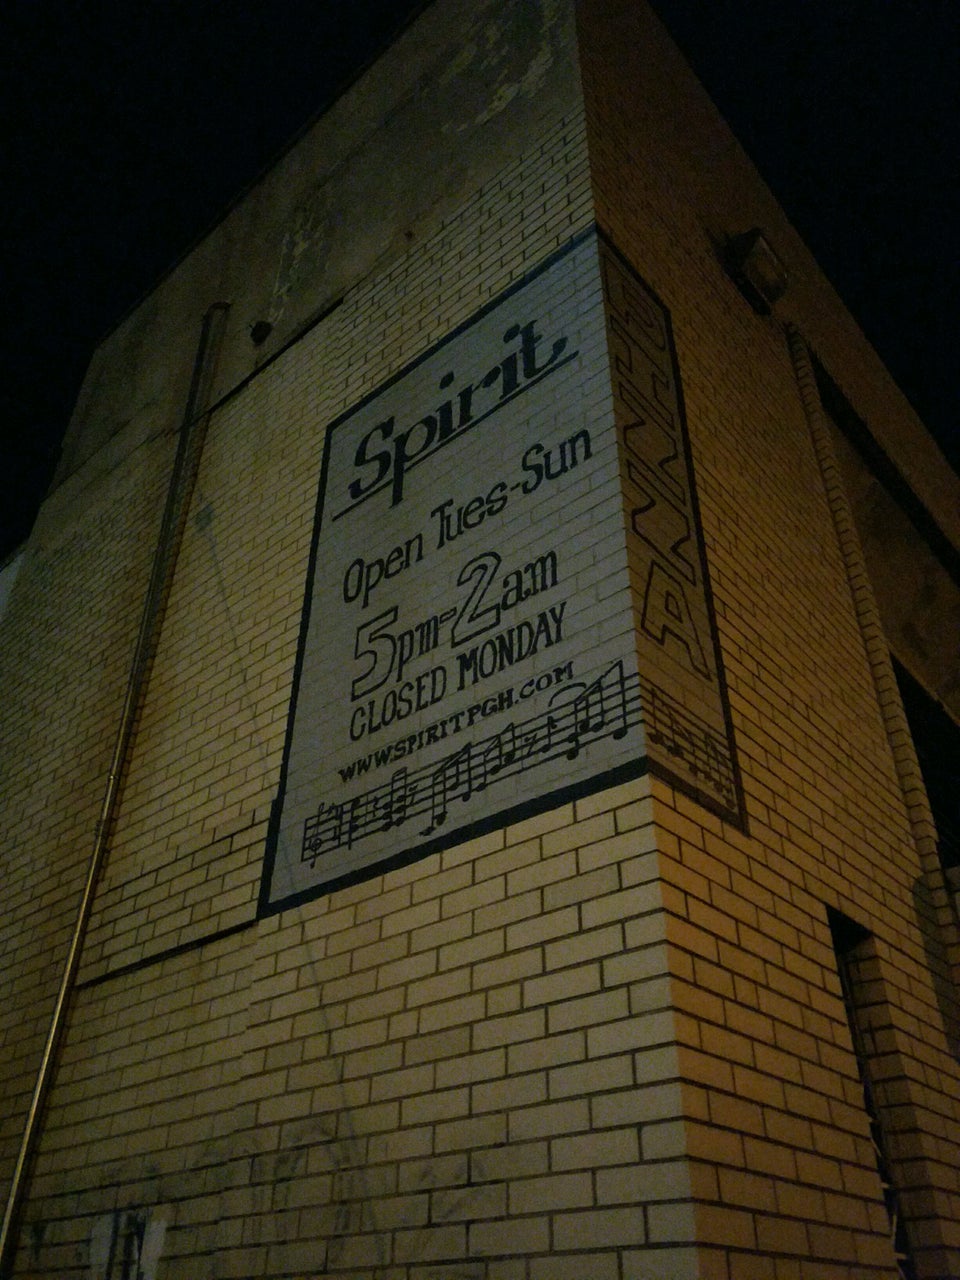 Spirit
Open Tues-Sun
5pm-2am
CLOSED MONDAY
WWW.SPIRITPGH.COM